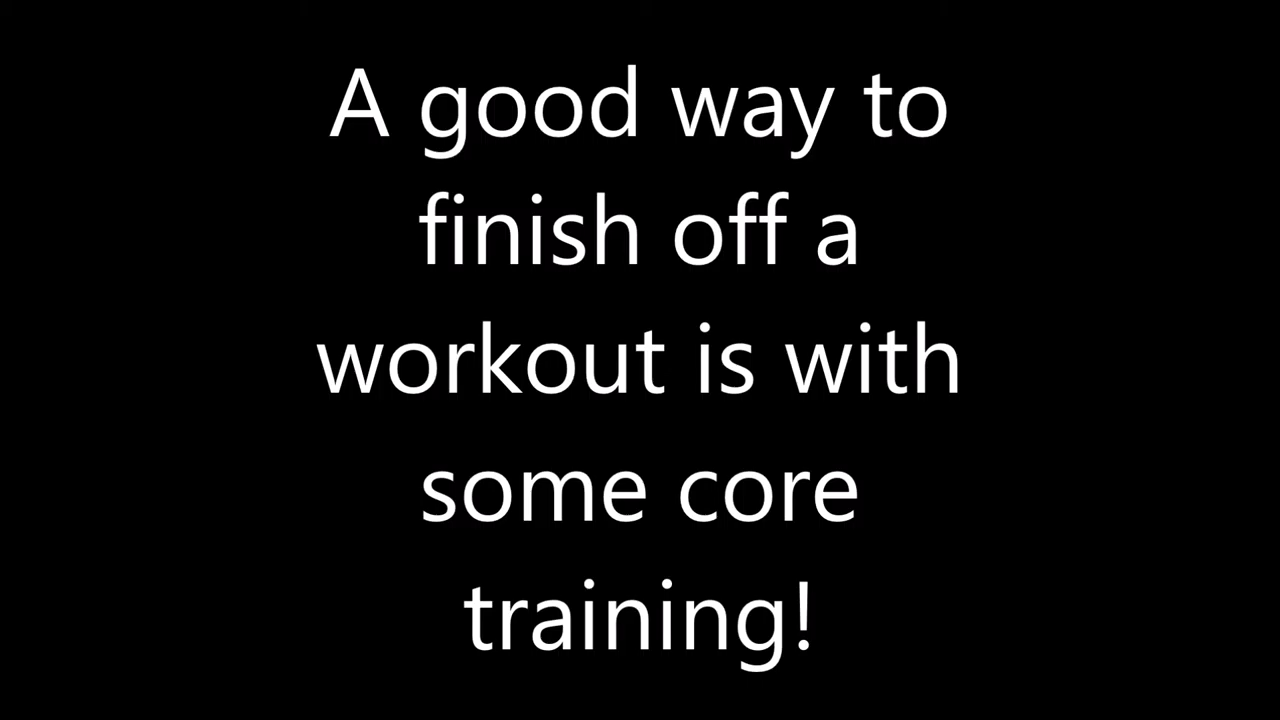 A good way to
finish off a
workout is with
some core
training!